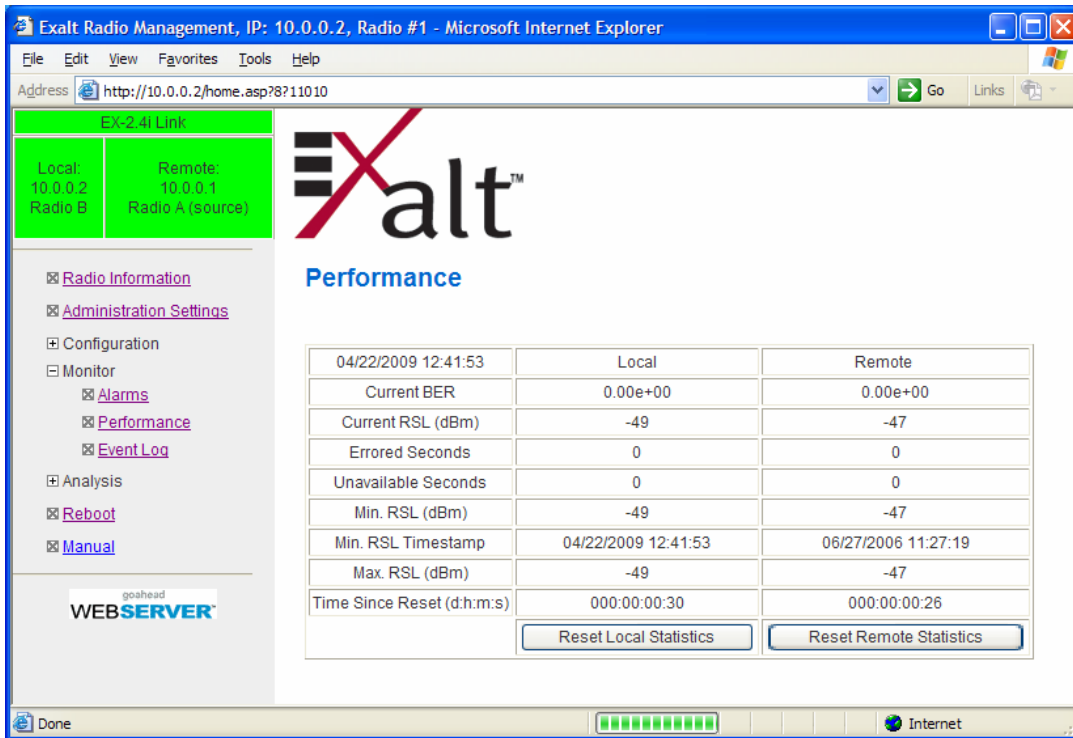 Exalt Radio Management, IP: 10.0.0.2, Radio #1 - Microsoft Internet Explorer
File Edit View Favorites Tools Help
Address http://10.0.0.2/home.asp?8?11010 Go Links
EX-2.4i Link
Local:
10.0.0.2
Radio B
Remote:
10.0.0.1
Radio A (source)
EXalt™
Radio Information
Administration Settings
Configuration
Monitor
Alarms
Performance
Event Log
Analysis
Reboot
Manual
goahead
WEBSERVER
Performance
04/22/2009 12:41:53 Local Remote
Current BER 0.00e+00 0.00e+00
Current RSL (dBm) -49 -47
Errored Seconds 0 0
Unavailable Seconds 0 0
Min. RSL (dBm) -49 -47
Min. RSL Timestamp 04/22/2009 12:41:53 06/27/2006 11:27:19
Max. RSL (dBm) -49 -47
Time Since Reset (d:h:m:s) 000:00:00:30 000:00:00:26
Reset Local Statistics Reset Remote Statistics
Done Internet